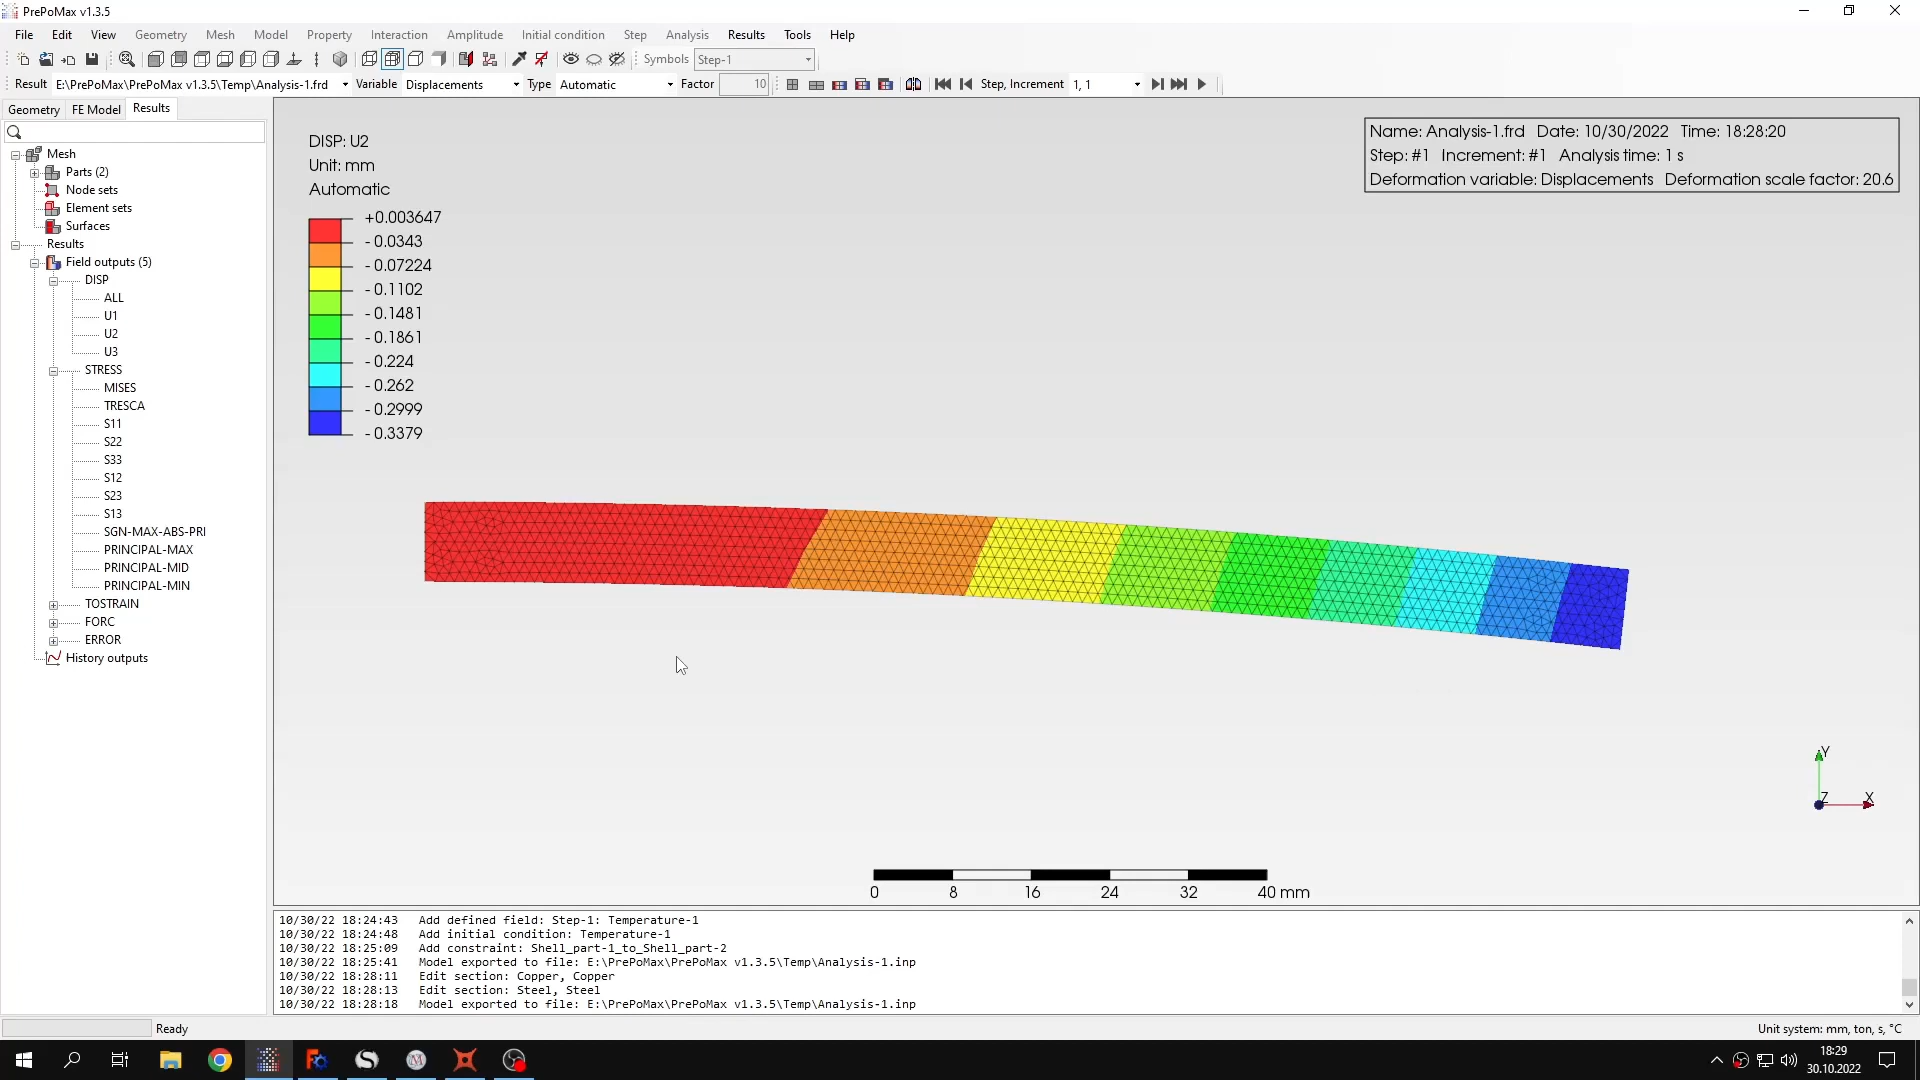 PrePoMax v1.3.5
File Edit View Geometry Mesh Model Property Interaction Amplitude Initial condition Step Analysis Results Tools Help
Symbols Step-1
Result E:\PrePoMax\PrePoMax v1.3.5\Temp\Analysis-1.frd Variable Displacements Type Automatic Factor 10 Step, Increment 1, 1
Geometry FE Model Results
Mesh
Parts (2)
Node sets
Element sets
Surfaces
Results
Field outputs (5)
DISP
ALL
U1
U2
U3
STRESS
MISES
TRESCA
S11
S22
S33
S12
S23
S13
SGN-MAX-ABS-PRI
PRINCIPAL-MAX
PRINCIPAL-MID
PRINCIPAL-MIN
TOSTRAIN
FORC
ERROR
History outputs
DISP: U2
Unit: mm
Automatic
+0.003647
-0.0343
-0.07224
-0.1102
-0.1481
-0.1861
-0.224
-0.262
-0.2999
-0.3379
Name: Analysis-1.frd Date: 10/30/2022 Time: 18:28:20
Step: #1 Increment: #1 Analysis time: 1 s
Deformation variable: Displacements Deformation scale factor: 20.6
Y
Z X
0 8 16 24 32 40 mm
10/30/22 18:24:43 Add defined field: Step-1: Temperature-1
10/30/22 18:24:48 Add initial condition: Temperature-1
10/30/22 18:25:09 Add constraint: Shell_part-1_to_Shell_part-2
10/30/22 18:25:41 Model exported to file: E:\PrePoMax\PrePoMax v1.3.5\Temp\Analysis-1.inp
10/30/22 18:28:11 Edit section: Copper, Copper
10/30/22 18:28:13 Edit section: Steel, Steel
10/30/22 18:28:18 Model exported to file: E:\PrePoMax\PrePoMax v1.3.5\Temp\Analysis-1.inp
Ready
Unit system: mm, ton, s, °C
18:29
30.10.2022